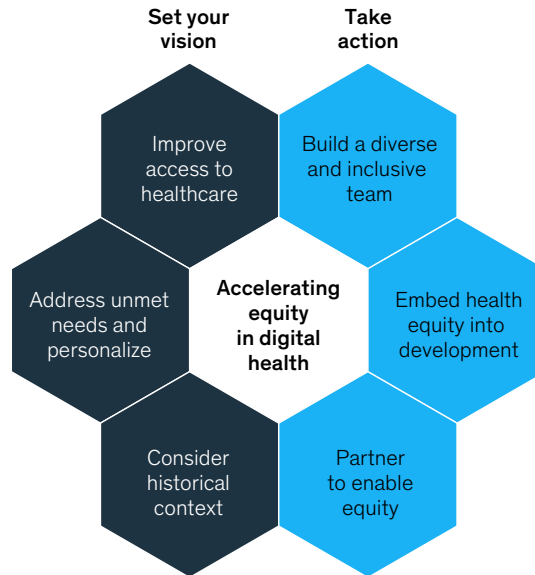 Set your
vision
Take
action
Improve
access to
healthcare
Build a diverse
and inclusive
team
Address unmet
needs and
personalize
Accelerating
equity
in digital
health
Embed health
equity into
development
Consider
historical
context
Partner
to enable
equity